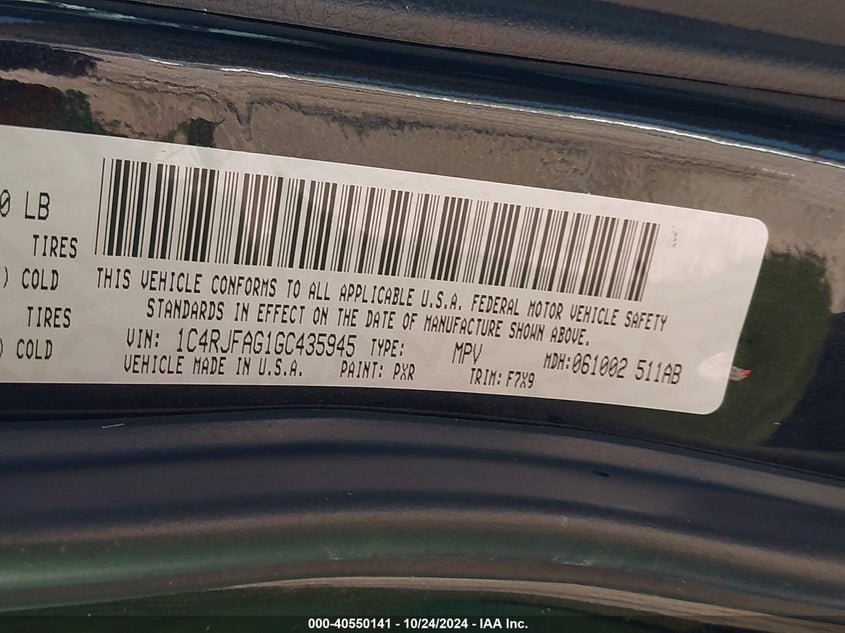 0 LB
TIRES
) COLD
TIRES
) COLD
THIS VEHICLE CONFORMS TO ALL APPLICABLE U.S.A. FEDERAL MOTOR VEHICLE SAFETY
STANDARDS IN EFFECT ON THE DATE OF MANUFACTURE SHOWN ABOVE.
VIN: 1C4RJFAG1GC435945 TYPE: MPV MDH:061002 511AB
VEHICLE MADE IN U.S.A. PAINT: PXR TRIM: F7X9
000-40550141 - 10/24/2024 - IAA Inc.